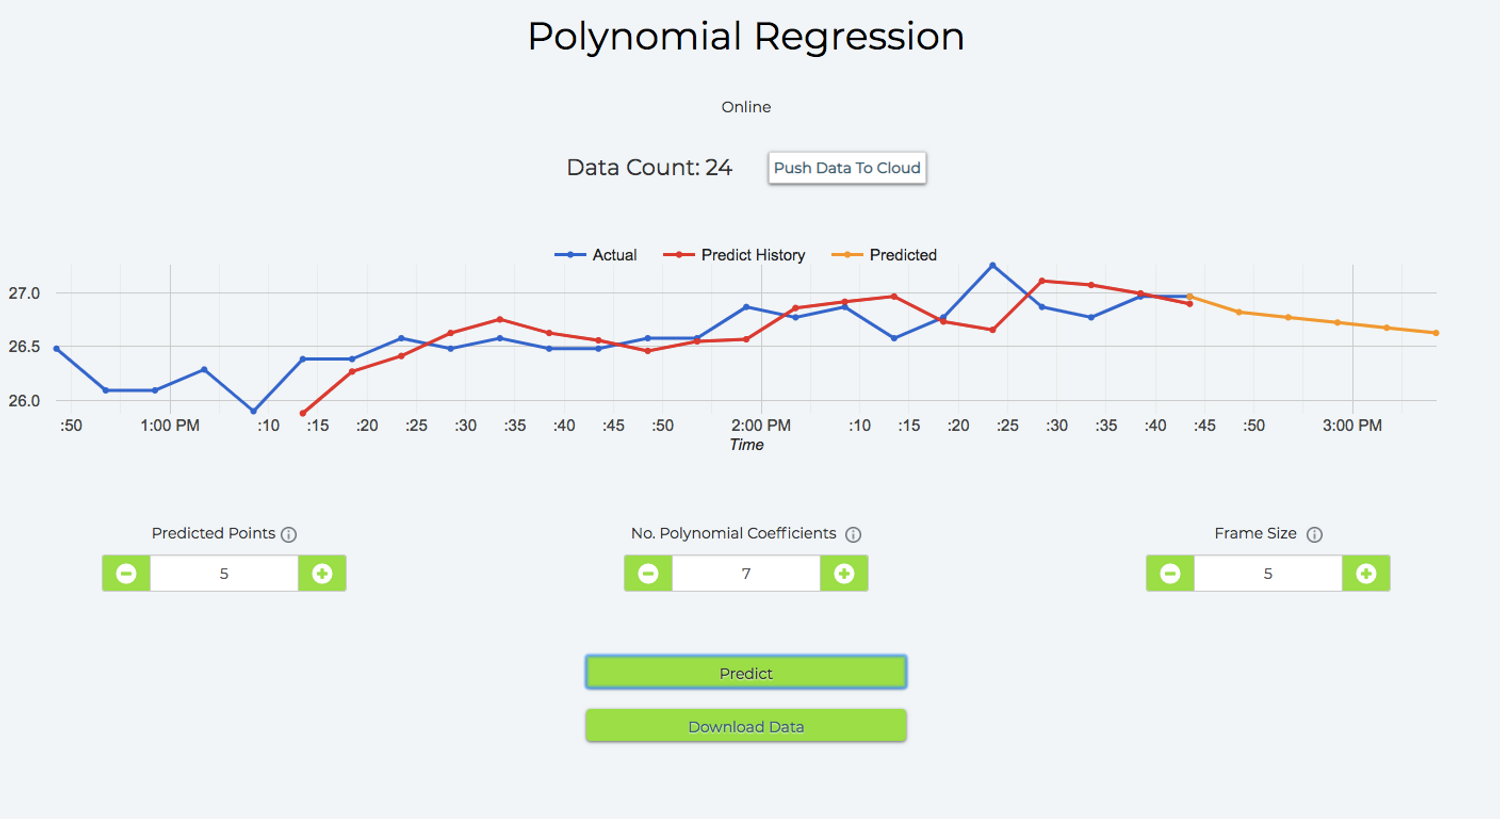 Polynomial Regression
Online
Data Count: 24 Push Data To Cloud
Actual Predict History Predicted
27.0
26.5
26.0
:50 1:00 PM :10 :15 :20 :25 :30 :35 :40 :45 :50 2:00 PM :10 :15 :20 :25 :30 :35 :40 :45 :50 3:00 PM
Time
Predicted Points No. Polynomial Coefficients Frame Size
5 7 5
Predict
Download Data